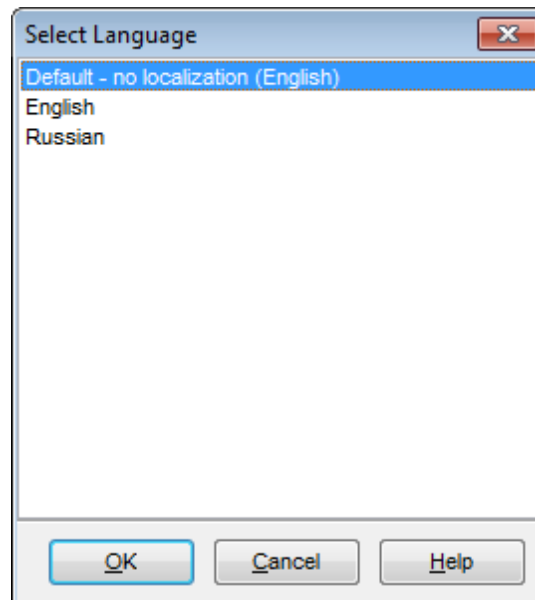 Select Language
Default - no localization (English)
English
Russian
OK Cancel Help